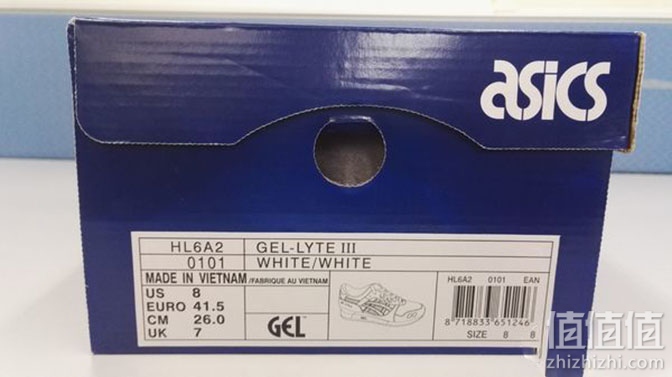 asics
HL6A2 GEL-LYTE III
0101 WHITE/WHITE
MADE IN VIETNAM /FABRIQUE AU VIETNAM
US 8
EURO 41.5
CM 26.0
UK 7
GEL
HL6A2 0101 EAN
8 718833 651246
SIZE 8 8
值值值
zhizhizhi.com